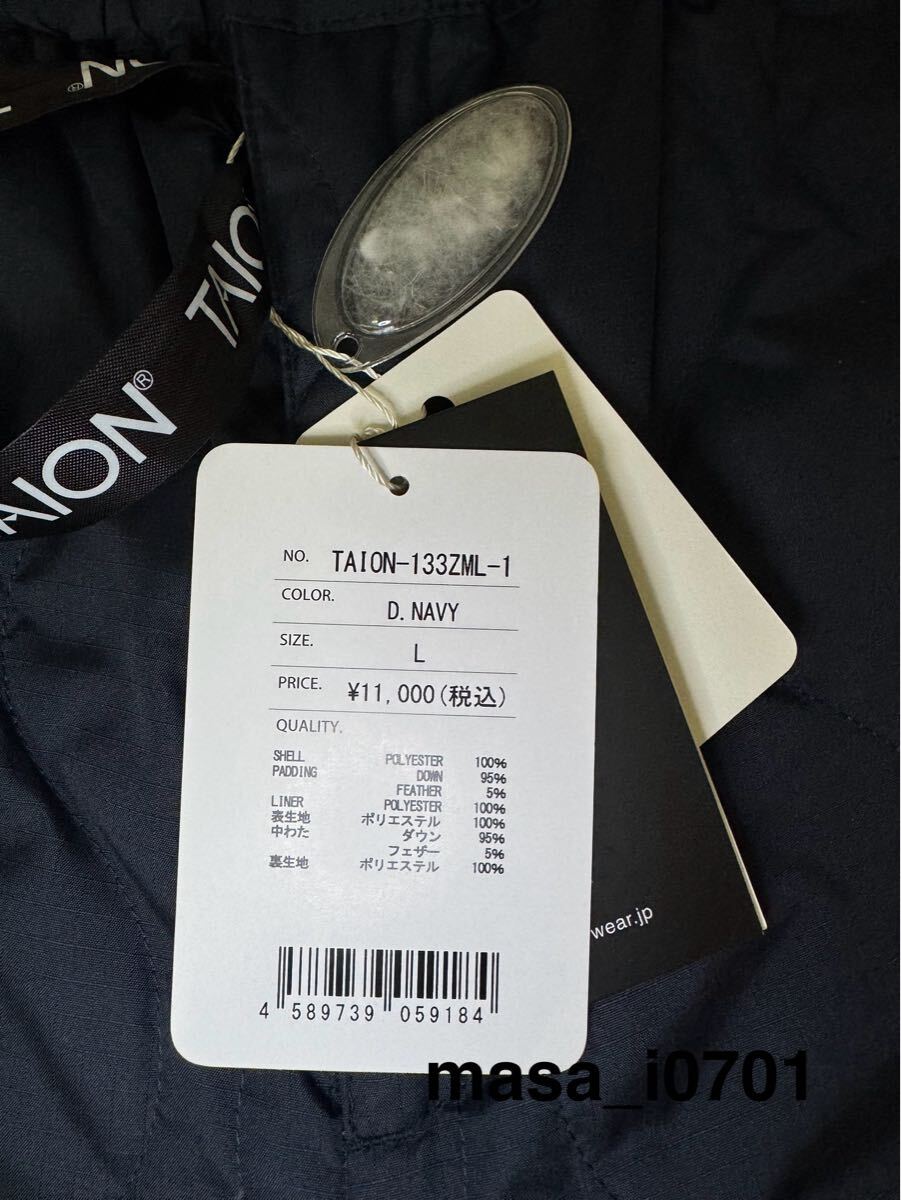 ON®
TAIO
TAION®
NO. TAION-133ZML-1
COLOR. D.NAVY
SIZE. L
PRICE. ¥11,000(税込)
QUALITY.
SHELL POLYESTER 100%
PADDING DOWN 95%
FEATHER 5%
LINER POLYESTER 100%
表生地 ポリエステル 100%
中わた ダウン 95%
フェザー 5%
裏生地 ポリエステル 100%
wear.jp
4 589739 059184
masa_i0701